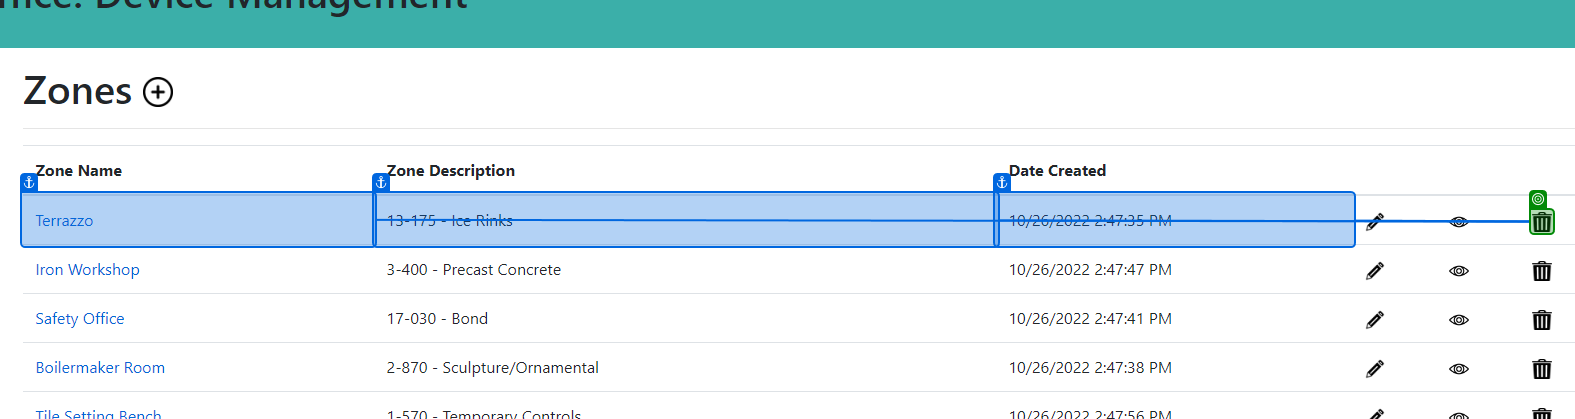 Device Management
Zones
Zone Name Zone Description Date Created
Terrazzo 13-175 - Ice Rinks 10/26/2022 2:47:35 PM
Iron Workshop 3-400 - Precast Concrete 10/26/2022 2:47:47 PM
Safety Office 17-030 - Bond 10/26/2022 2:47:41 PM
Boilermaker Room 2-870 - Sculpture/Ornamental 10/26/2022 2:47:38 PM
Tile Setting Bench 1-570 - Temporary Controls 10/26/2022 2:47:56 PM